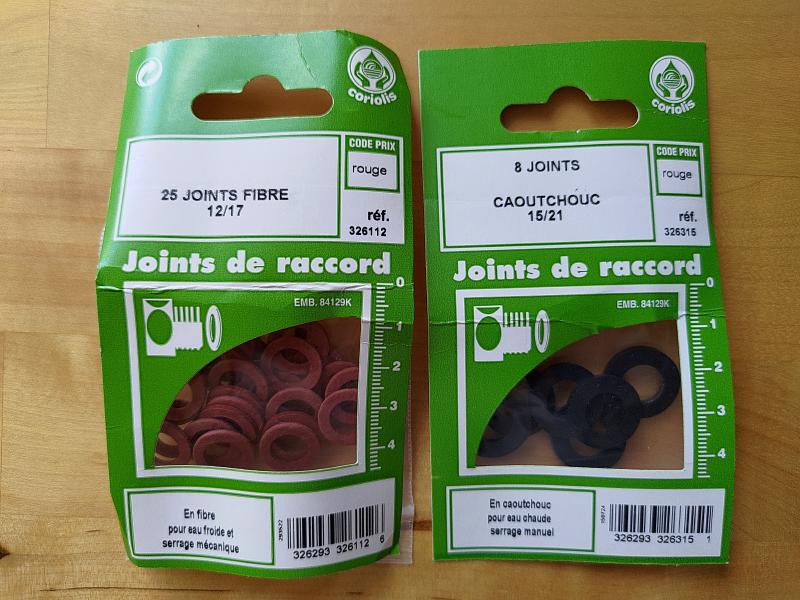 coriolis
25 JOINTS FIBRE
12/17
CODE PRIX
rouge
réf.
326112
Joints de raccord
EMB. 84129K
0
1
2
3
4
En fibre
pour eau froide et
serrage mécanique
326293 326112 6
coriolis
8 JOINTS
CAOUTCHOUC
15/21
CODE PRIX
rouge
réf.
326315
Joints de raccord
EMB. 84129K
0
1
2
3
4
En caoutchouc
pour eau chaude
serrage manuel
326293 326315 1